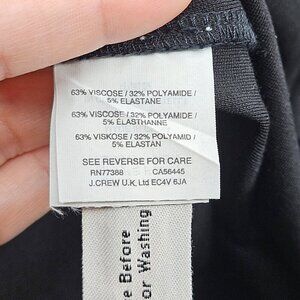 63% VISCOSE / 32% POLYAMIDE /
5% ELASTANE
63% VISCOSE / 32% POLYAMIDE /
5% ELASTHANNE
63% VISKOSE / 32% POLYAMID /
5% ELASTAN
SEE REVERSE FOR CARE
RN77388 CA56445
J.CREW U.K. Ltd EC4V 6JA
e Before
or Washing